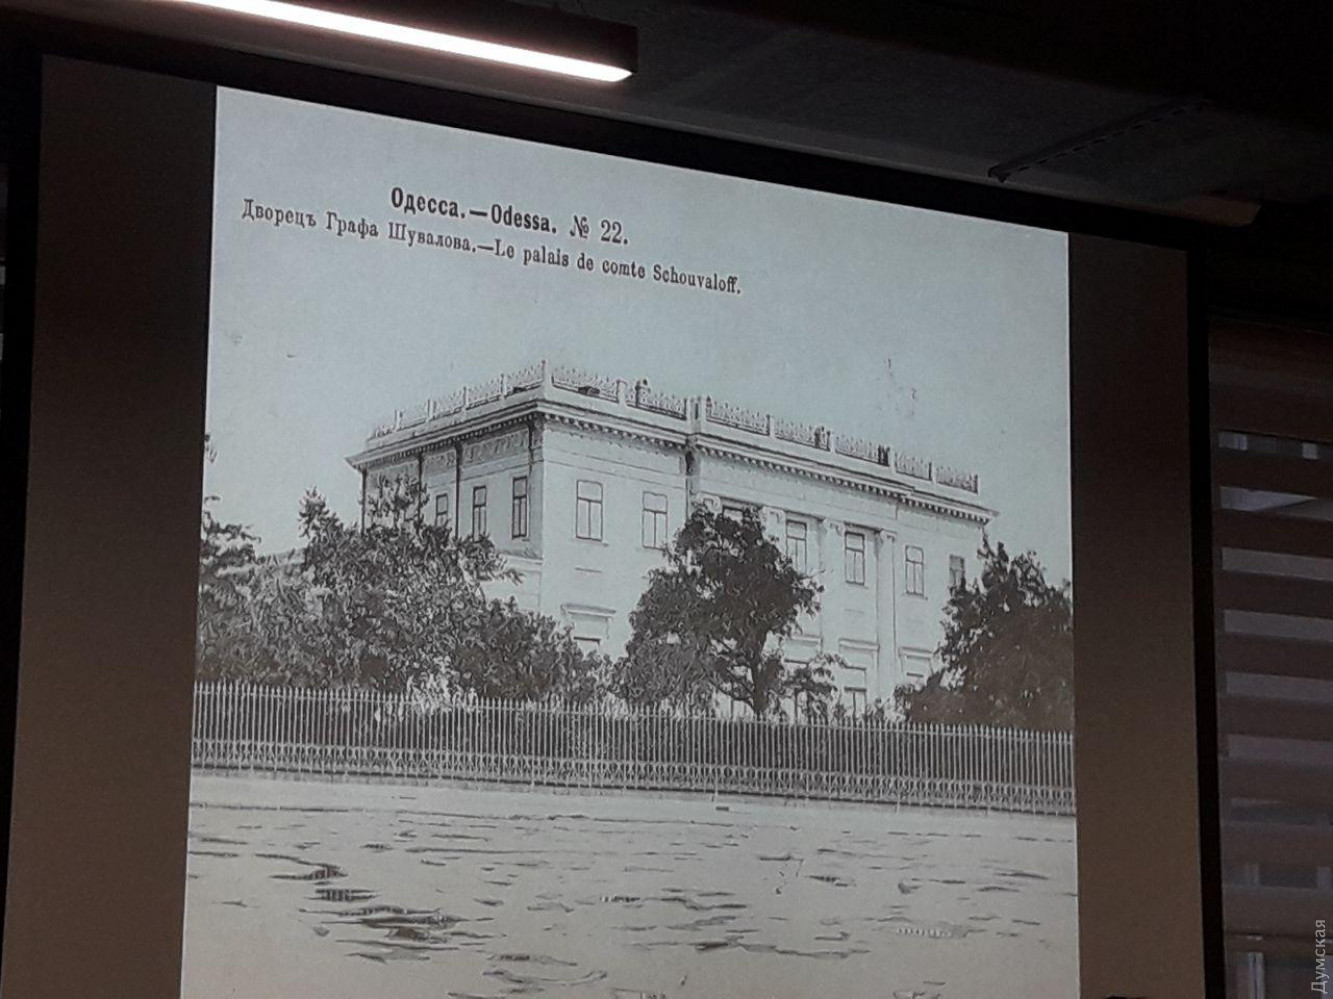 Одесса.—Odessa. № 22.
Дворецъ Графа Шувалова.—Le palais de comte Schouvaloff.
Думская